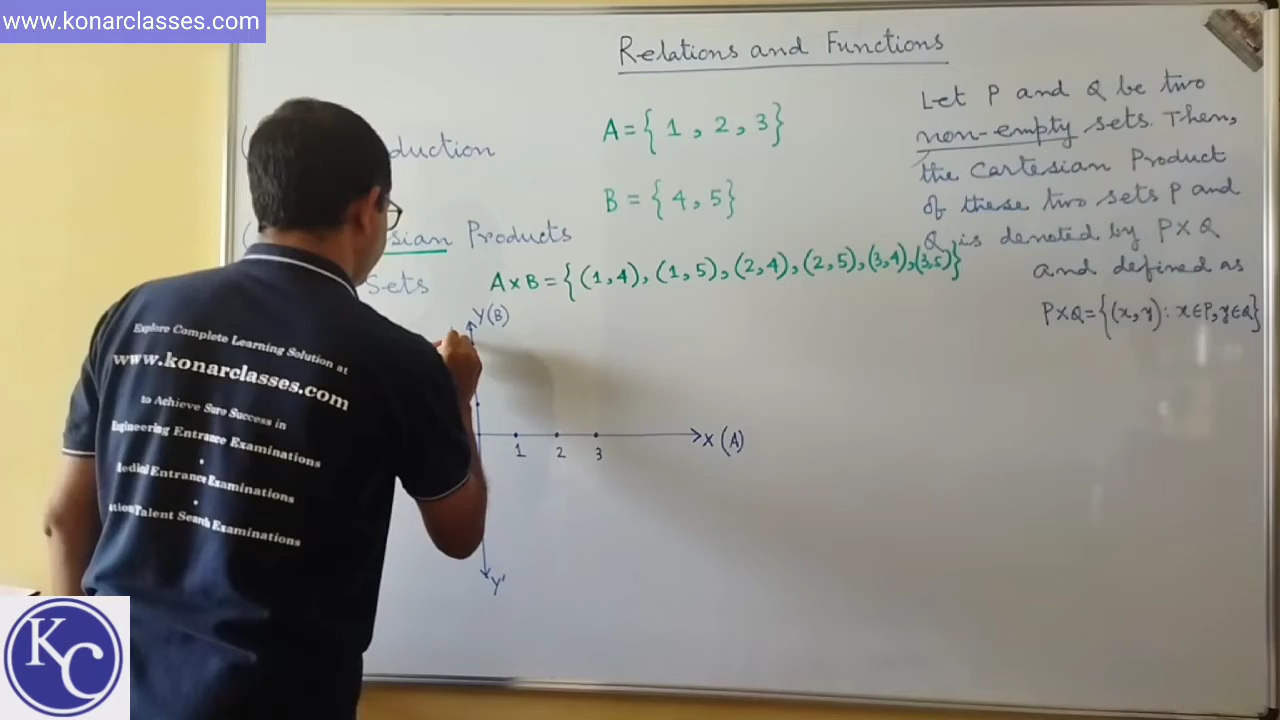 www.konarclasses.com
Relations and Functions
duction
sian Products
Sets
A = { 1 , 2 , 3 }
B = { 4 , 5 }
A × B = { (1, 4), (1, 5), (2, 4), (2, 5), (3, 4), (3, 5) }
Let P and Q be two
non-empty sets. Then,
the Cartesian Product
of these two sets P and
Q is denoted by P × Q
and defined as
P × Q = { (x, y) : x ∈ P, y ∈ Q }
Y (B)
X (A)
1 2 3
Y'
Explore Complete Learning Solution at
www.konarclasses.com
to Achieve Sure Success in
Engineering Entrance Examinations
•
Medical Entrance Examinations
•
Talent Search Examinations
KC